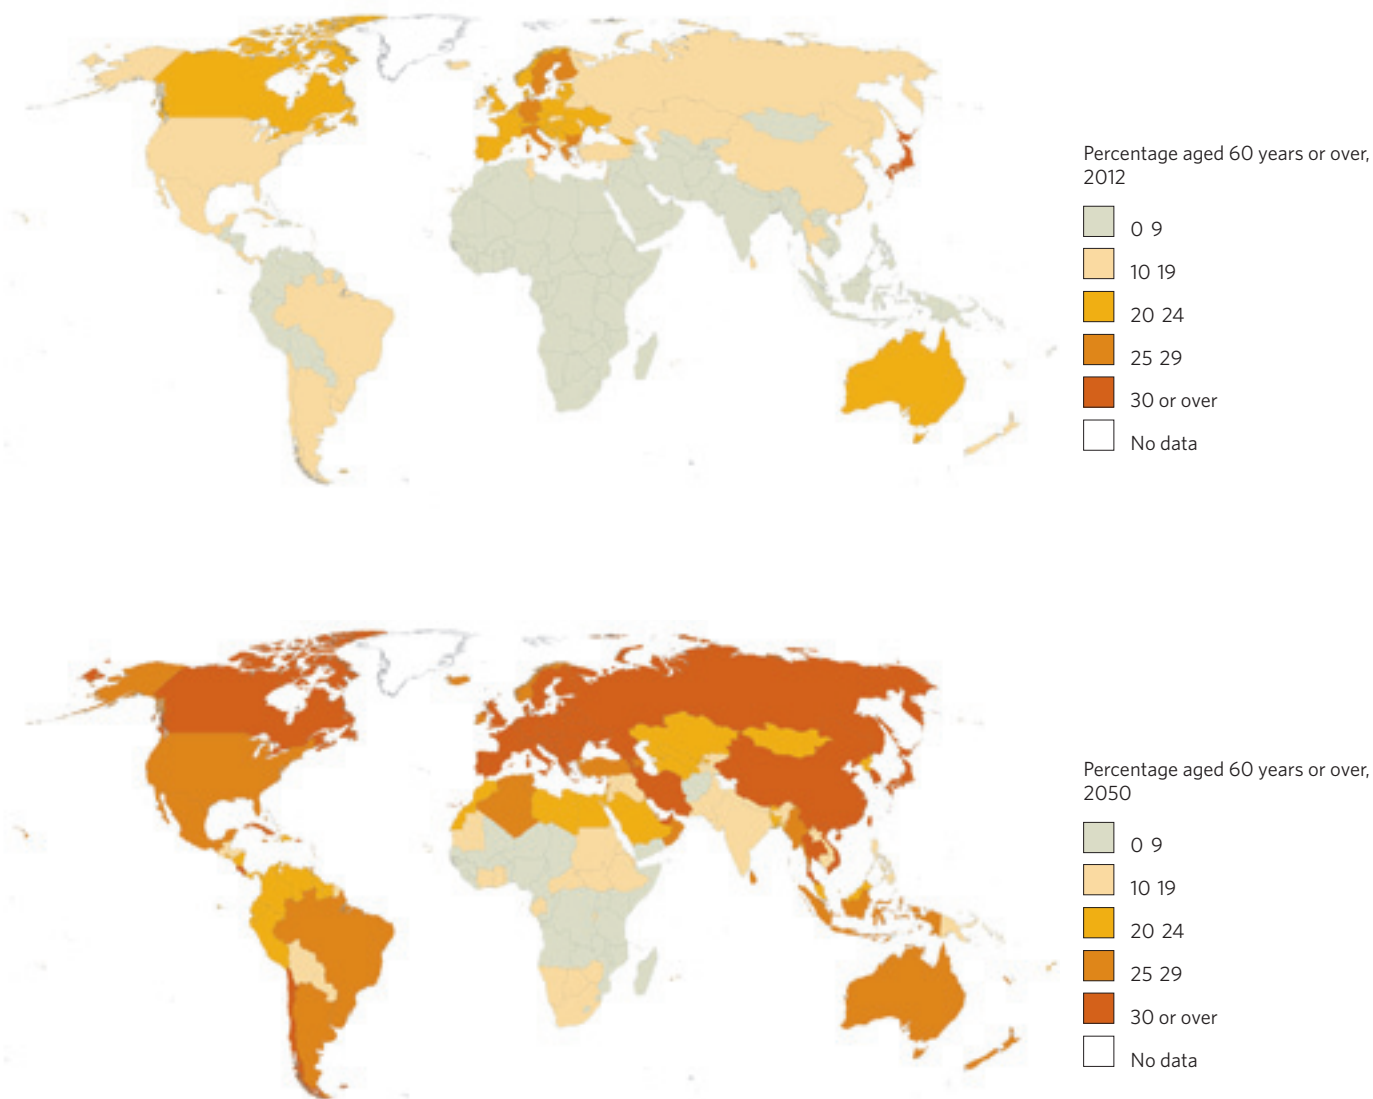 Percentage aged 60 years or over,
2012
0 9
10 19
20 24
25 29
30 or over
No data
Percentage aged 60 years or over,
2050
0 9
10 19
20 24
25 29
30 or over
No data